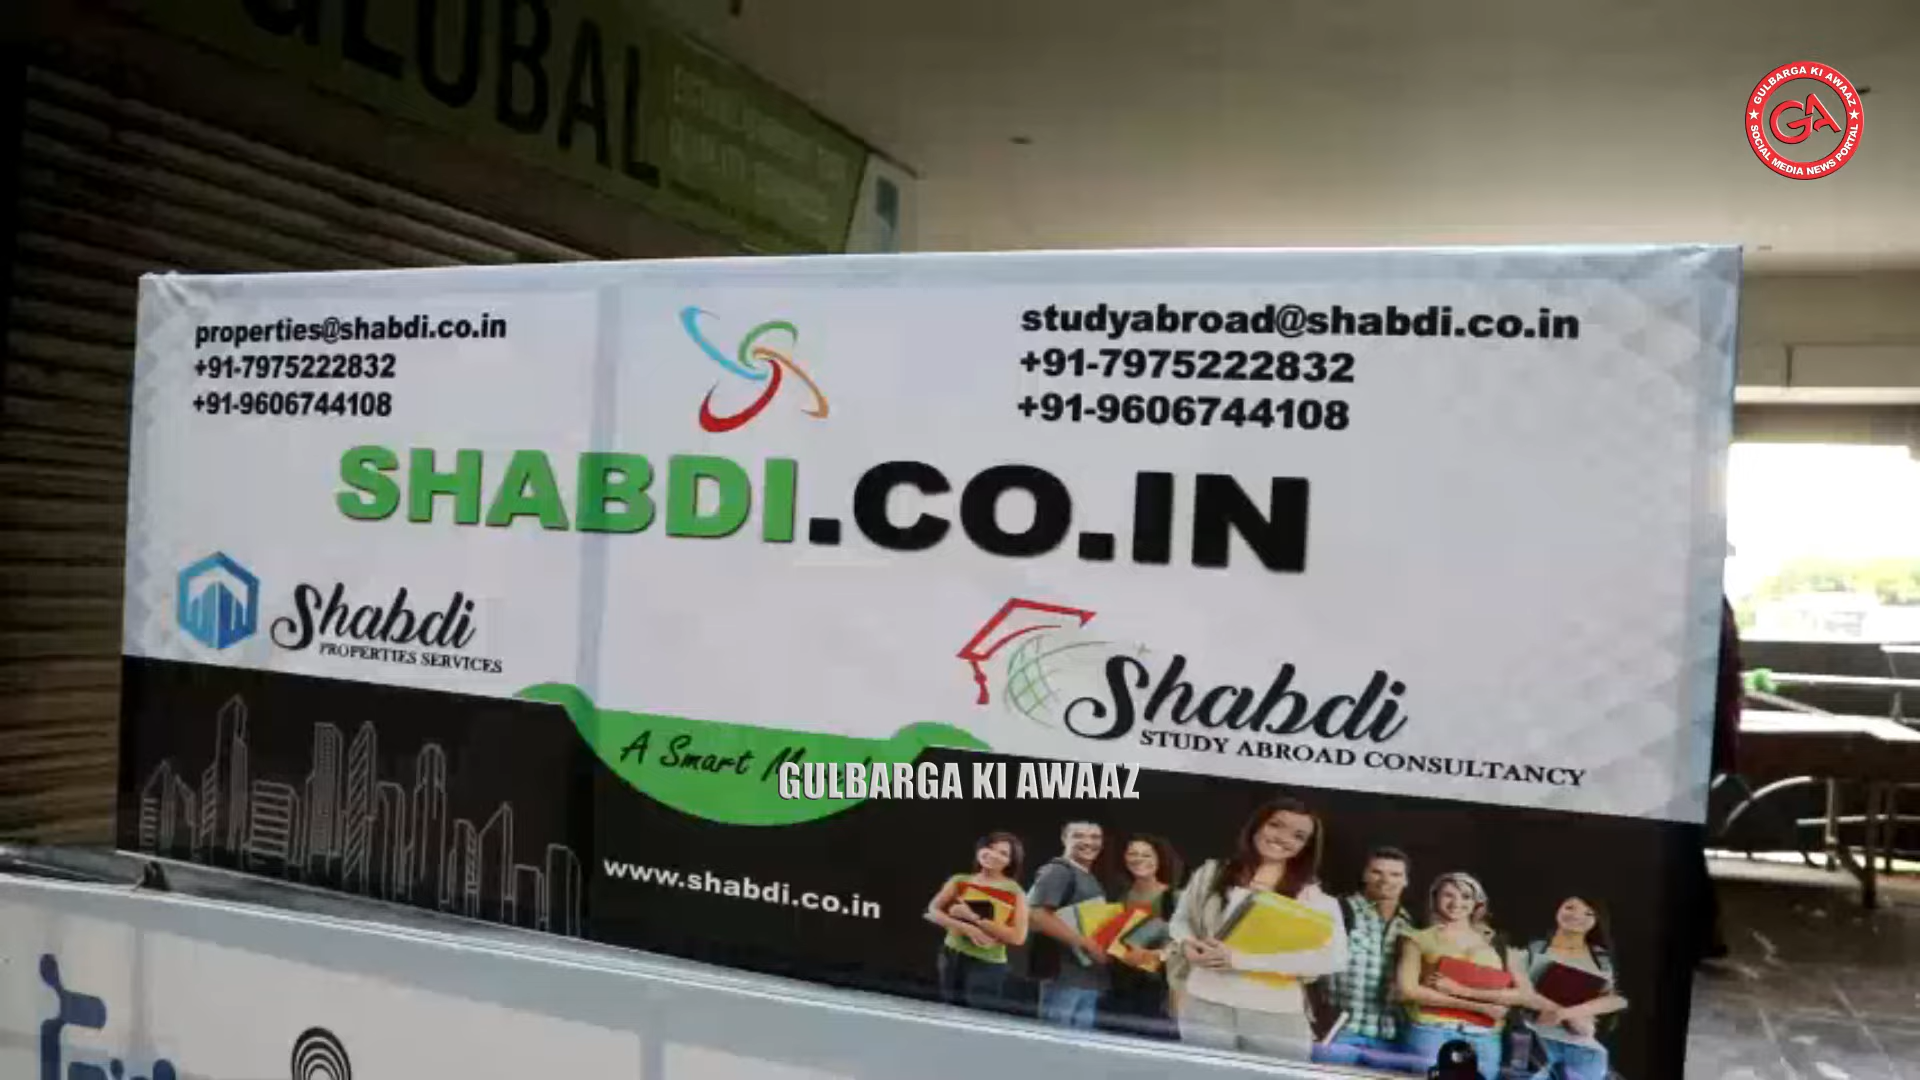 GLOBAL
GULBARGA KI AWAAZ
GA
SOCIAL MEDIA NEWS PORTAL
properties@shabdi.co.in
+91-7975222832
+91-9606744108
studyabroad@shabdi.co.in
+91-7975222832
+91-9606744108
SHABDI.CO.IN
Shabdi
PROPERTIES SERVICES
Shabdi
STUDY ABROAD CONSULTANCY
A Smart
GULBARGA KI AWAAZ
www.shabdi.co.in